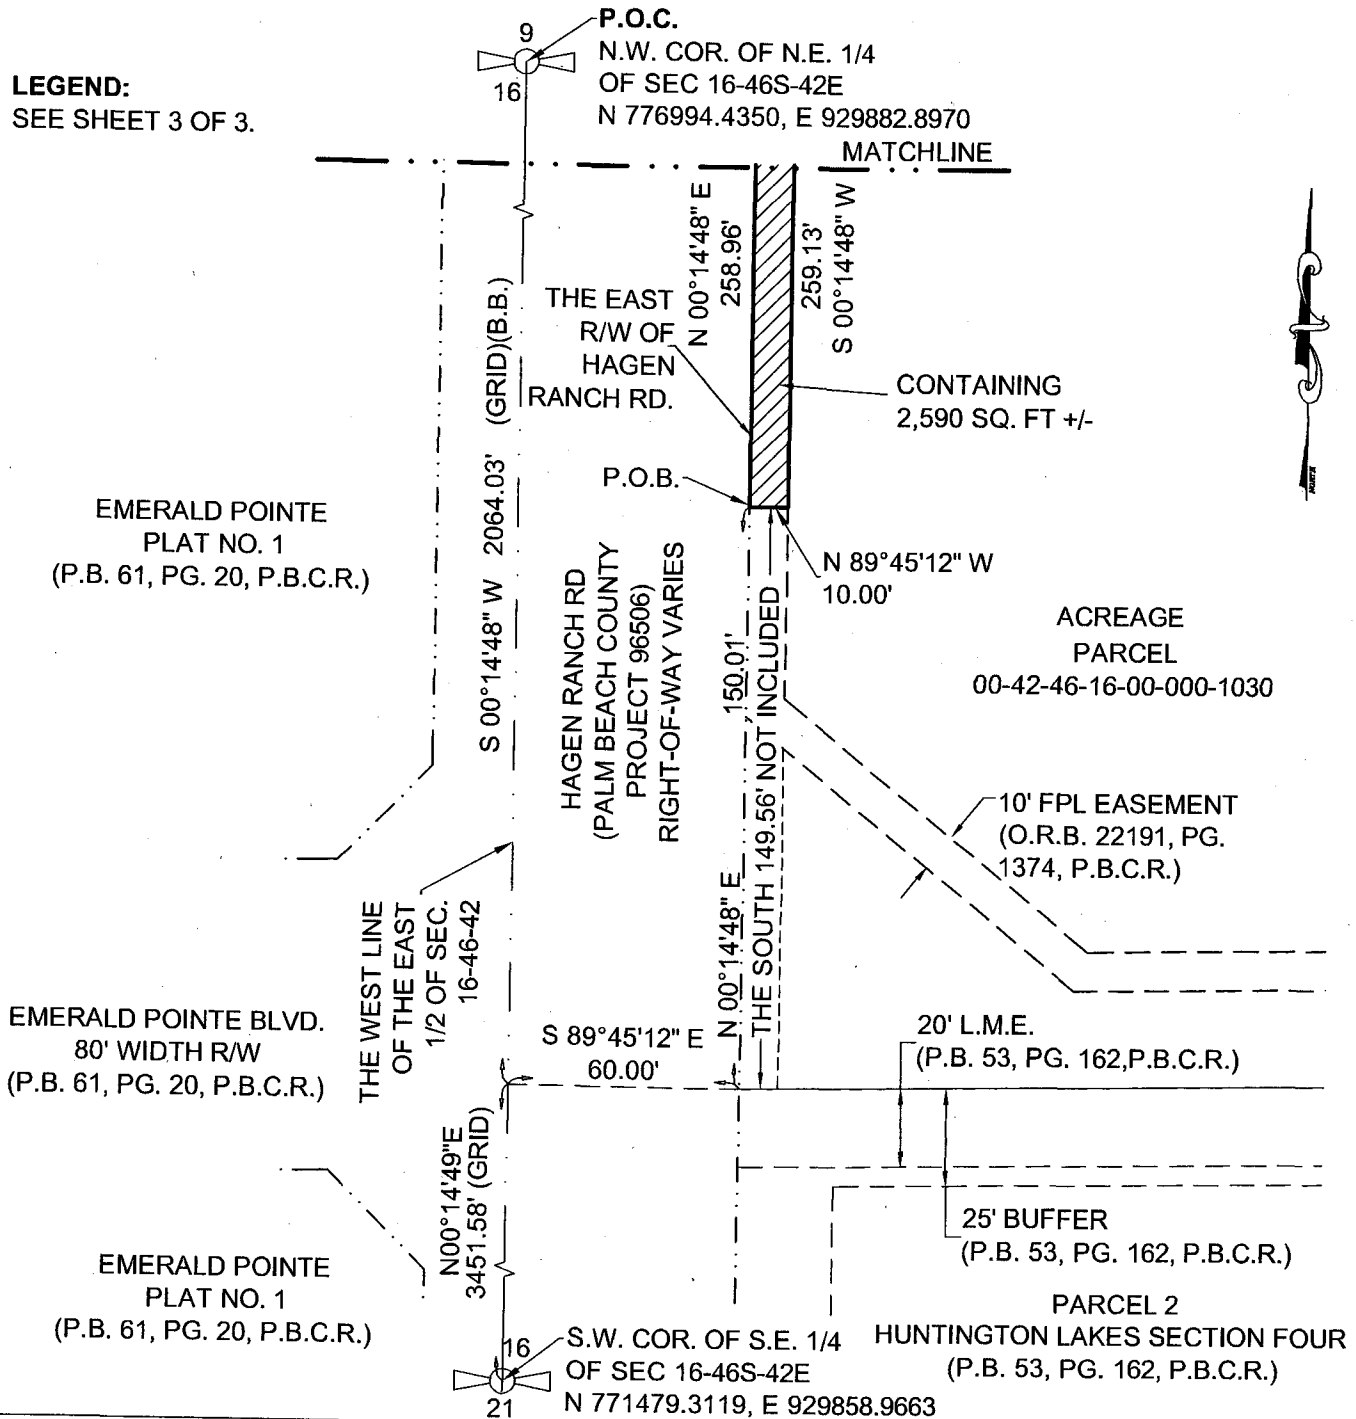 P.O.C.
N.W. COR. OF N.E. 1/4
OF SEC 16-46S-42E
N 776994.4350, E 929882.8970
9
16
LEGEND:
SEE SHEET 3 OF 3.
MATCHLINE
N 00°14'48" E
258.96'
259.13'
S 00°14'48" W
THE EAST
R/W OF
HAGEN
RANCH RD.
CONTAINING
2,590 SQ. FT +/-
NORTH
S 00°14'48" W 2064.03' (GRID)(B.B.)
P.O.B.
EMERALD POINTE
PLAT NO. 1
(P.B. 61, PG. 20, P.B.C.R.)
HAGEN RANCH RD
(PALM BEACH COUNTY
PROJECT 96506)
RIGHT-OF-WAY VARIES
N 89°45'12" W
10.00'
ACREAGE
PARCEL
00-42-46-16-00-000-1030
N 00°14'48" E 150.01'
THE SOUTH 149.56' NOT INCLUDED
10' FPL EASEMENT
(O.R.B. 22191, PG.
1374, P.B.C.R.)
THE WEST LINE
OF THE EAST
1/2 OF SEC.
16-46-42
EMERALD POINTE BLVD.
80' WIDTH R/W
(P.B. 61, PG. 20, P.B.C.R.)
S 89°45'12" E
60.00'
20' L.M.E.
(P.B. 53, PG. 162,P.B.C.R.)
N00°14'49"E
3451.58' (GRID)
25' BUFFER
(P.B. 53, PG. 162, P.B.C.R.)
EMERALD POINTE
PLAT NO. 1
(P.B. 61, PG. 20, P.B.C.R.)
PARCEL 2
HUNTINGTON LAKES SECTION FOUR
(P.B. 53, PG. 162, P.B.C.R.)
16
21
S.W. COR. OF S.E. 1/4
OF SEC 16-46S-42E
N 771479.3119, E 929858.9663